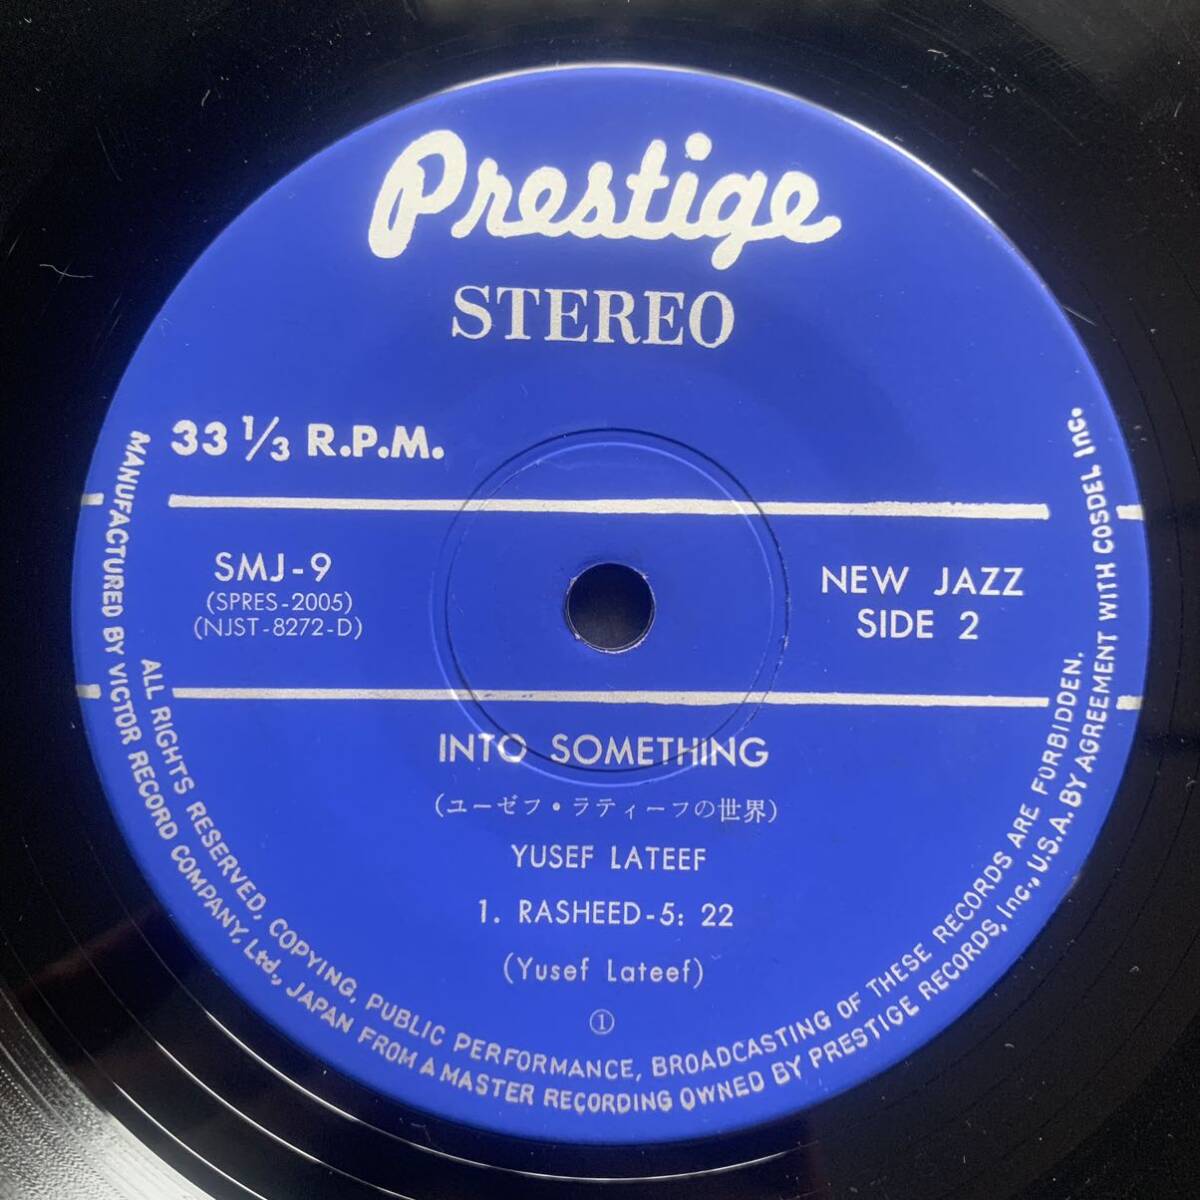 Prestige
STEREO
33 1/3 R.P.M.
SMJ-9
(SPRES-2005)
(NJST-8272-D)
NEW JAZZ
SIDE 2
INTO SOMETHING
(ユーゼフ・ラティーフの世界)
YUSEF LATEEF
1. RASHEED-5: 22
(Yusef Lateef)
①
ALL RIGHTS RESERVED, COPYING, PUBLIC PERFORMANCE, BROADCASTING OF THESE RECORDS ARE FORBIDDEN.
MANUFACTURED BY VICTOR RECORD COMPANY, Ltd., JAPAN FROM A MASTER RECORDING OWNED BY PRESTIGE RECORDS, Inc., U.S.A. BY AGREEMENT WITH COSDEL Inc.